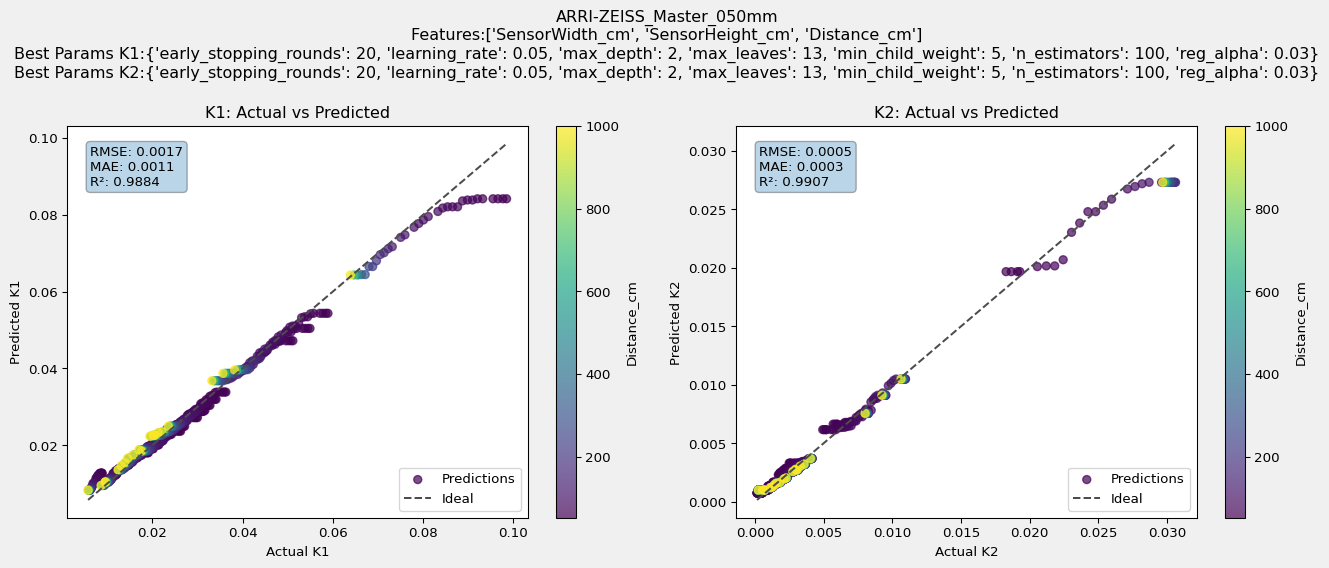 ARRI-ZEISS_Master_050mm
Features:['SensorWidth_cm', 'SensorHeight_cm', 'Distance_cm']
Best Params K1:{'early_stopping_rounds': 20, 'learning_rate': 0.05, 'max_depth': 2, 'max_leaves': 13, 'min_child_weight': 5, 'n_estimators': 100, 'reg_alpha': 0.03}
Best Params K2:{'early_stopping_rounds': 20, 'learning_rate': 0.05, 'max_depth': 2, 'max_leaves': 13, 'min_child_weight': 5, 'n_estimators': 100, 'reg_alpha': 0.03}
K1: Actual vs Predicted
RMSE: 0.0017
MAE: 0.0011
R²: 0.9884
0.10
0.08
0.06
0.04
0.02
Predicted K1
0.02
0.04
0.06
0.08
0.10
Actual K1
Predictions
Ideal
1000
800
600
400
200
Distance_cm
K2: Actual vs Predicted
RMSE: 0.0005
MAE: 0.0003
R²: 0.9907
0.030
0.025
0.020
0.015
0.010
0.005
0.000
Predicted K2
0.000
0.005
0.010
0.015
0.020
0.025
0.030
Actual K2
Predictions
Ideal
1000
800
600
400
200
Distance_cm